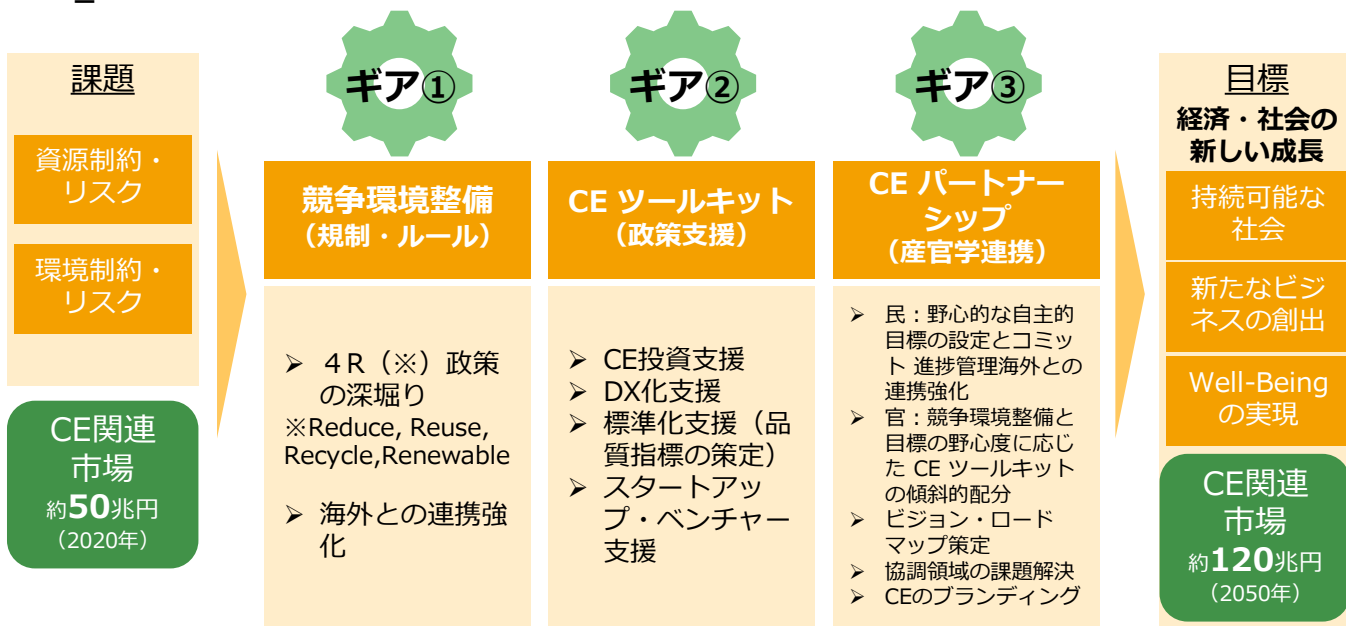 課題
資源制約・
リスク
環境制約・
リスク
CE関連
市場
約50兆円
（2020年）
ギア①
競争環境整備
（規制・ルール）
➢ ４R（※）政策
の深堀り
※Reduce, Reuse,
Recycle,Renewable
➢ 海外との連携強
化
ギア②
CE ツールキット
（政策支援）
➢ CE投資支援
➢ DX化支援
➢ 標準化支援（品
質指標の策定）
➢ スタートアッ
プ・ベンチャー
支援
ギア③
CE パートナー
シップ
（産官学連携）
➢ 民：野心的な自主的
目標の設定とコミッ
ト 進捗管理海外との
連携強化
➢ 官：競争環境整備と
目標の野心度に応じ
た CE ツールキット
の傾斜的配分
➢ ビジョン・ロード
マップ策定
➢ 協調領域の課題解決
➢ CEのブランディング
目標
経済・社会の
新しい成長
持続可能な
社会
新たなビジ
ネスの創出
Well-Being
の実現
CE関連
市場
約120兆円
（2050年）